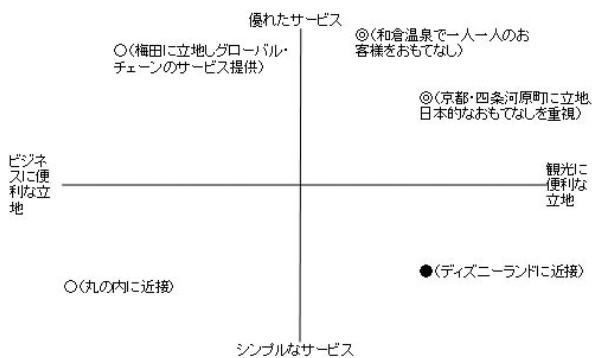 優れたサービス
◎(和倉温泉で一人一人のお
客様をおもてなし)
○(梅田に立地しグローバル・
チェーンのサービス提供)
◎(京都・四条河原町に立地、
日本的なおもてなしを重視)
ビジネ
スに便
利な立
地
観光に
便利な
立地
●(ディズニーランドに近接)
○(丸の内に近接)
シンプルなサービス